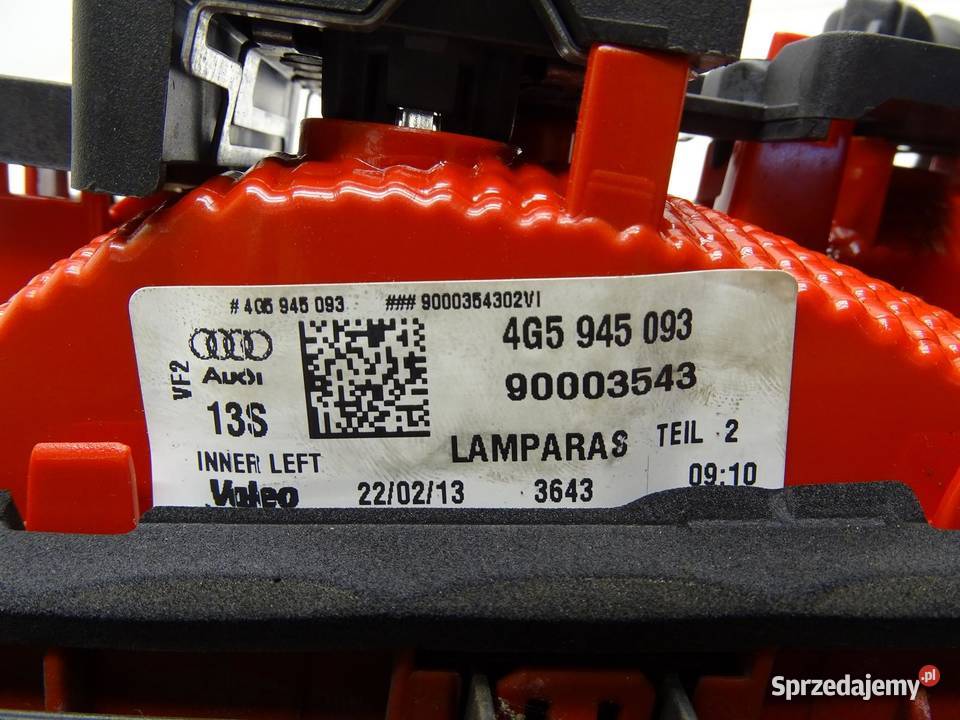 # 4G5 945 093 ### 9000354302VI
4G5 945 093
Audi
VF2
90003543
13S
LAMPARAS TEIL 2
INNER LEFT
Valeo 22/02/13 3643 09:10
Sprzedajemy.pl